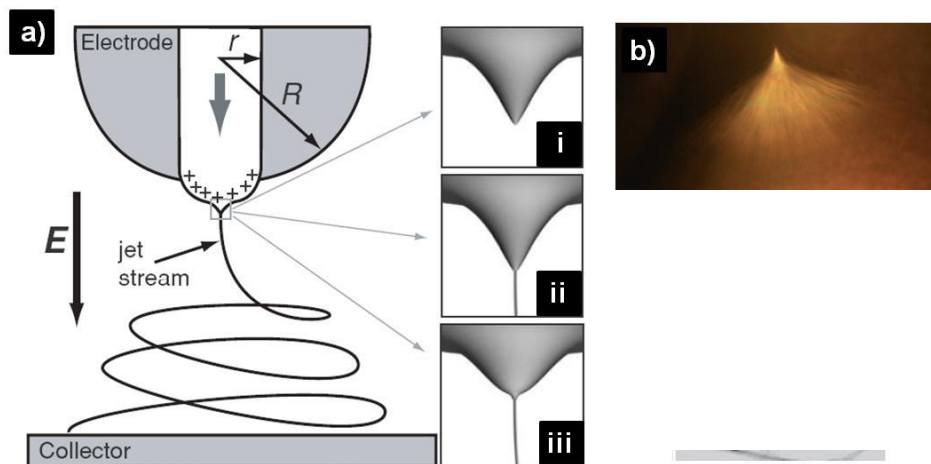 a)
Electrode
r
R
E
jet
stream
Collector
i
ii
iii
b)